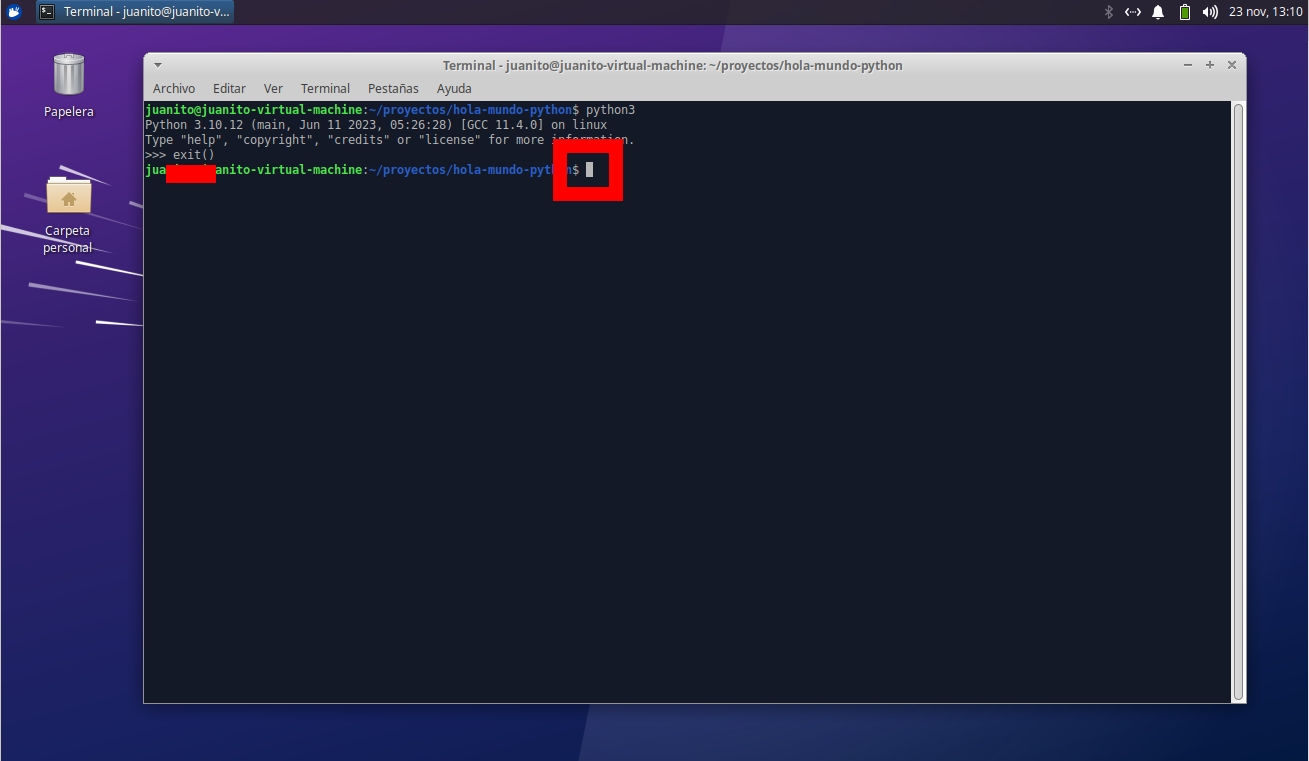 Terminal - juanito@juanito-v...
23 nov, 13:10
Papelera
Carpeta
personal
Terminal - juanito@juanito-virtual-machine: ~/proyectos/hola-mundo-python
Archivo Editar Ver Terminal Pestañas Ayuda
juanito@juanito-virtual-machine:~/proyectos/hola-mundo-python$ python3
Python 3.10.12 (main, Jun 11 2023, 05:26:28) [GCC 11.4.0] on linux
Type "help", "copyright", "credits" or "license" for more information.
>>> exit()
anito-virtual-machine:~/proyectos/hola-mundo-pyth $